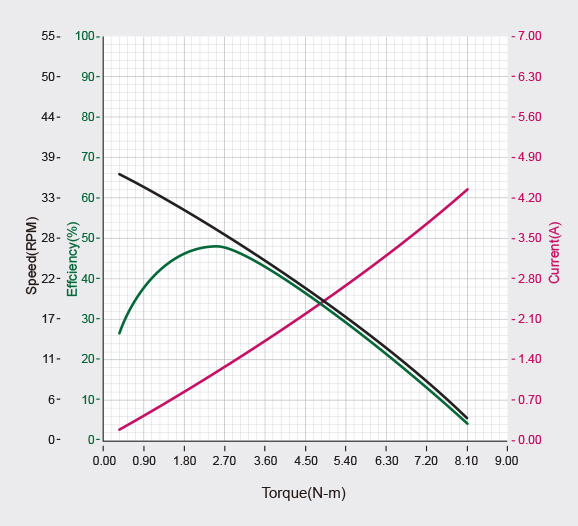 55- 100- - 7.00
50- 90- - 6.30
44- 80- - 5.60
39- 70- - 4.90
33- 60- - 4.20
28- 50- - 3.50
22- 40- - 2.80
17- 30- - 2.10
11- 20- - 1.40
6- 10- - 0.70
0- 0- - 0.00
Speed(RPM)
Effciency(%)
Current(A)
0.00 0.90 1.80 2.70 3.60 4.50 5.40 6.30 7.20 8.10 9.00
Torque(N-m)